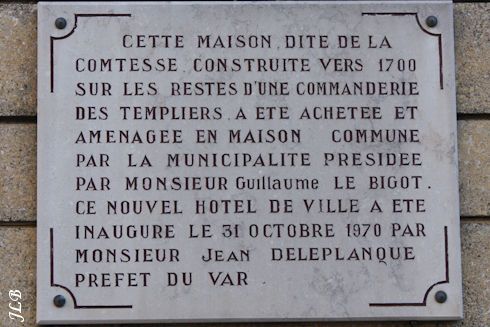 CETTE MAISON, DITE DE LA
COMTESSE CONSTRUITE VERS 1700
SUR LES RESTES D'UNE COMMANDERIE
DES TEMPLIERS, A ETE ACHETEE ET
AMENAGEE EN MAISON COMMUNE
PAR LA MUNICIPALITE PRESIDEE
PAR MONSIEUR Guillaume LE BIGOT.
CE NOUVEL HOTEL DE VILLE A ETE
INAUGURE LE 31 OCTOBRE 1970 PAR
MONSIEUR JEAN DELEPLANQUE
PREFET DU VAR
JLB